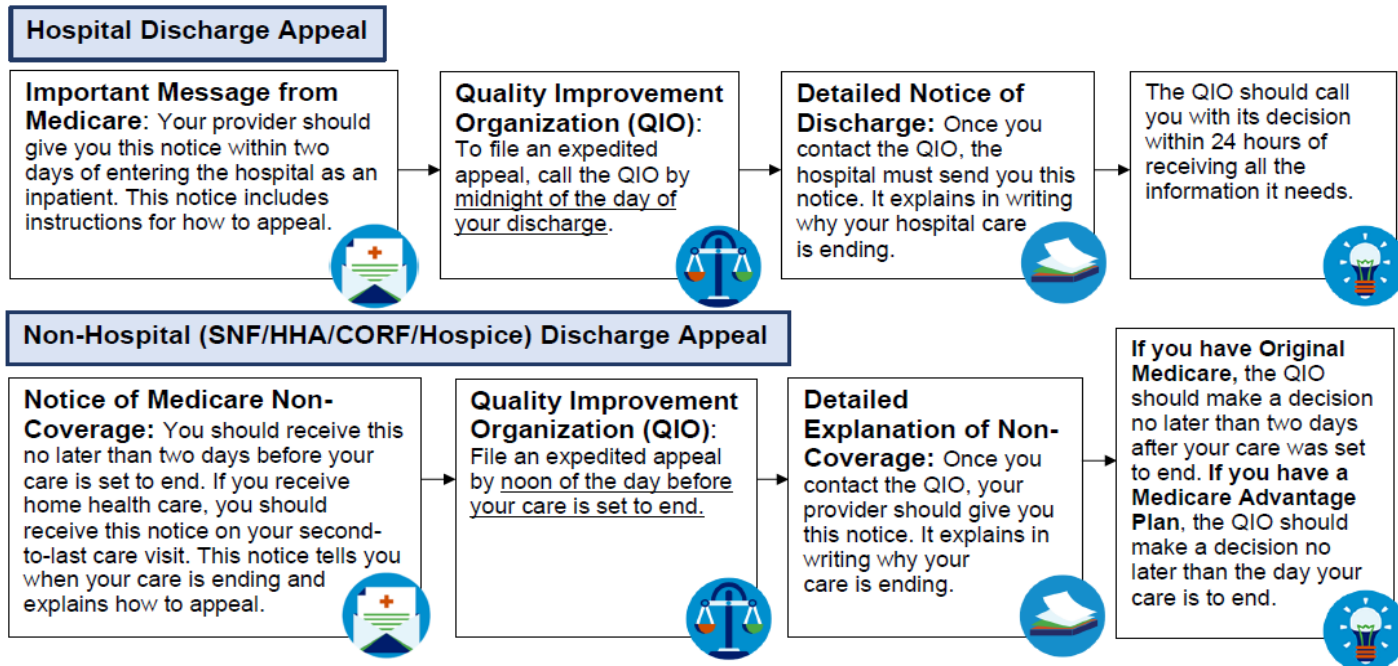 Hospital Discharge Appeal
Important Message from
Medicare: Your provider should
give you this notice within two
days of entering the hospital as an
inpatient. This notice includes
instructions for how to appeal.
Quality Improvement
Organization (QIO):
To file an expedited
appeal, call the QIO by
midnight of the day of
your discharge.
Detailed Notice of
Discharge: Once you
contact the QIO, the
hospital must send you this
notice. It explains in writing
why your hospital care
is ending.
The QIO should call
you with its decision
within 24 hours of
receiving all the
information it needs.
Non-Hospital (SNF/HHA/CORF/Hospice) Discharge Appeal
Notice of Medicare Non-
Coverage: You should receive this
no later than two days before your
care is set to end. If you receive
home health care, you should
receive this notice on your second-
to-last care visit. This notice tells you
when your care is ending and
explains how to appeal.
Quality Improvement
Organization (QIO):
File an expedited appeal
by noon of the day before
your care is set to end.
Detailed
Explanation of Non-
Coverage: Once you
contact the QIO, your
provider should give you
this notice. It explains in
writing why your
care is ending.
If you have Original
Medicare, the QIO
should make a decision
no later than two days
after your care was set
to end. If you have a
Medicare Advantage
Plan, the QIO should
make a decision no
later than the day your
care is to end.